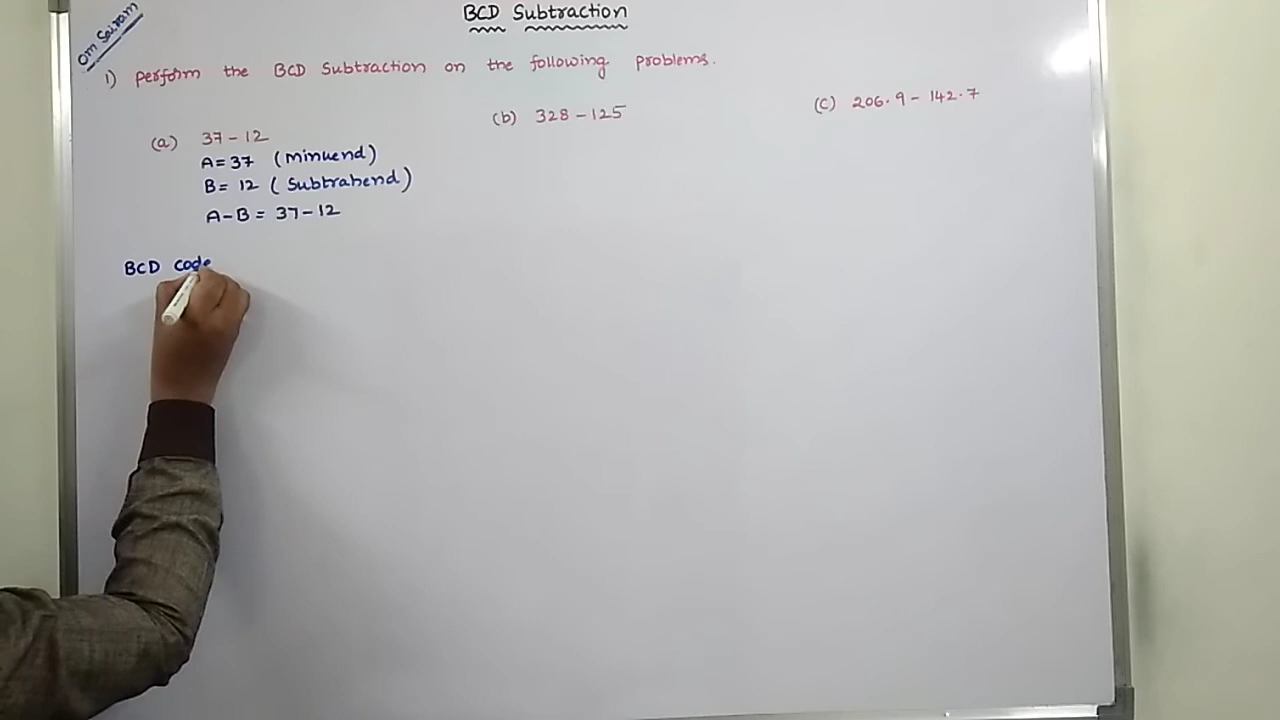 Om Sairam
BCD Subtraction
1) perform the BCD Subtraction on the following problems.
(a) 37-12
(b) 328-125
(c) 206.9-142.7
A=37 (minuend)
B= 12 (Subtrahend)
A-B = 37-12
BCD code